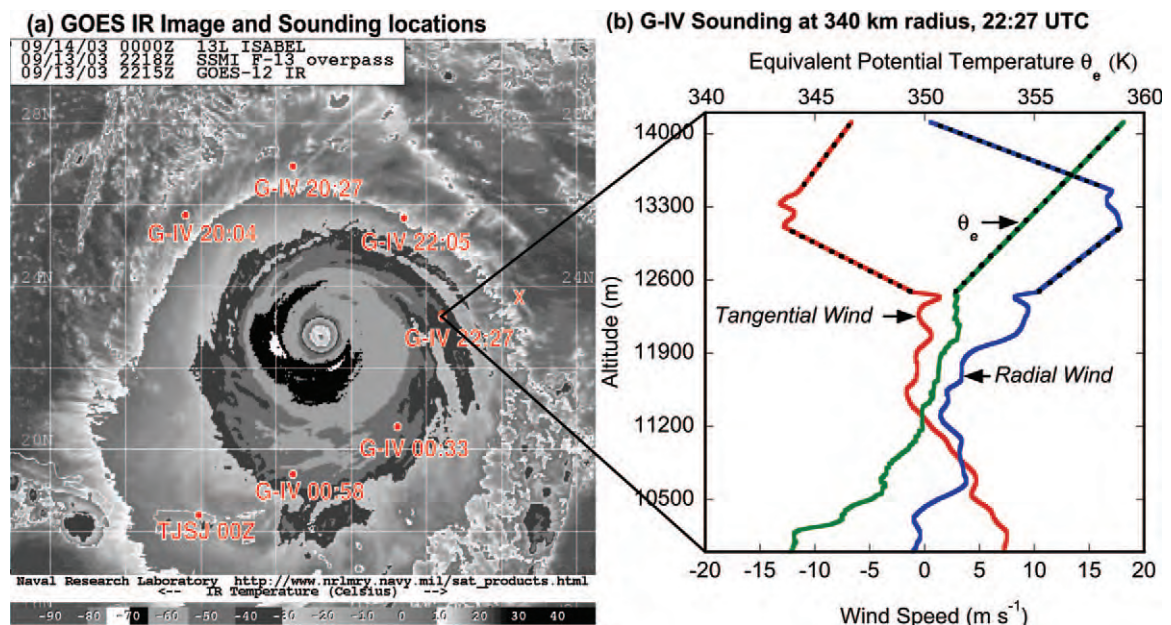 (a) GOES IR Image and Sounding locations
09/14/03 0000Z 13L ISABEL
09/13/03 2218Z SSMI F-13 overpass
09/13/03 2215Z GOES-12 IR
28N
G-IV 20:27
G-IV 20:04
G-IV 22:05
24N
24N
X
G-IV 22:27
20N
20N
G-IV 00:33
G-IV 00:58
TJSJ 00Z
Naval Research Laboratory http://www.nrlmry.navy.mil/sat_products.html
<-- IR Temperature (Celsius) -->
-90 -80 -70 -60 -50 -40 -30 -20 -10 0 10 20 30 40 50
(b) G-IV Sounding at 340 km radius, 22:27 UTC
Equivalent Potential Temperature θe (K)
340 345 350 355 360
14000
13300
12600
11900
11200
10500
Altitude (m)
θe
Tangential Wind
Radial Wind
-20 -15 -10 -5 0 5 10 15 20
Wind Speed (m s-1)